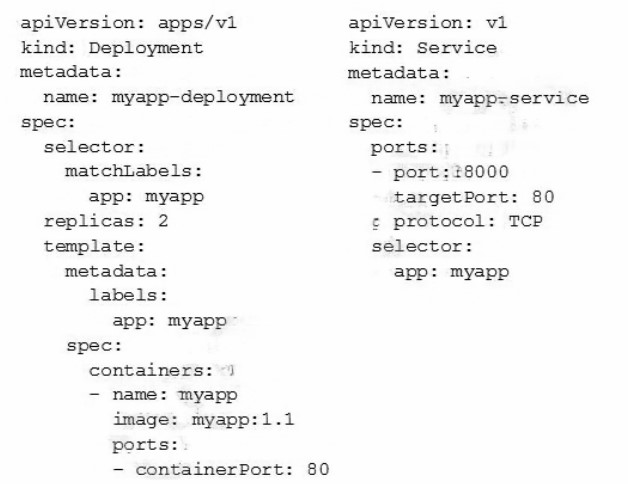 apiVersion: apps/v1
kind: Deployment
metadata:
  name: myapp-deployment
spec:
  selector:
    matchLabels:
      app: myapp
  replicas: 2
  template:
    metadata:
      labels:
        app: myapp
    spec:
      containers:
      - name: myapp
        image: myapp:1.1
        ports:
        - containerPort: 80
apiVersion: v1
kind: Service
metadata:
  name: myapp-service
spec:
  ports:
  - port:
    targetPort: 80
    protocol: TCP
  selector:
    app: myapp